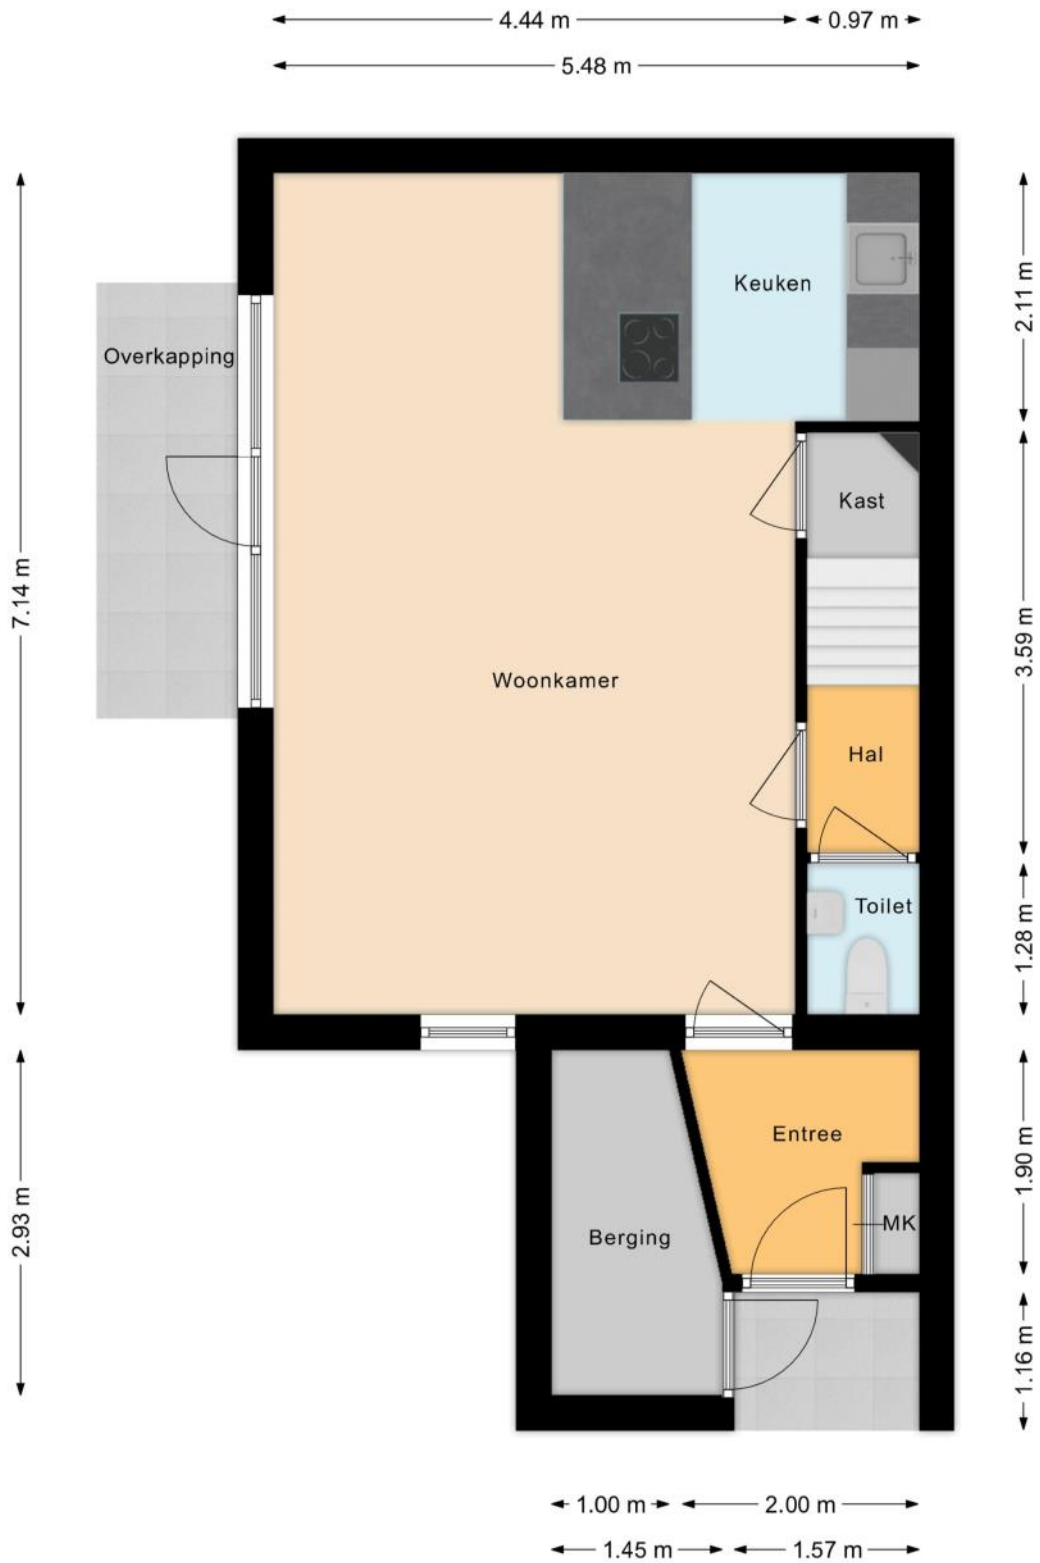 4.44 m
0.97 m
5.48 m
Keuken
2.11 m
Overkapping
Kast
7.14 m
3.59 m
Woonkamer
Hal
Toilet
1.28 m
Entree
1.90 m
2.93 m
Berging
MK
1.16 m
1.00 m
2.00 m
1.45 m
1.57 m